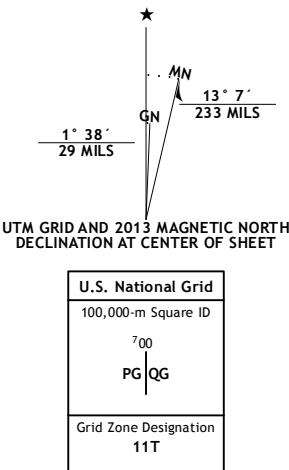 ★
MN
13° 7´
233 MILS
GN
1° 38´
29 MILS
UTM GRID AND 2013 MAGNETIC NORTH
DECLINATION AT CENTER OF SHEET
U.S. National Grid
100,000-m Square ID
⁷00
PG QG
Grid Zone Designation
11T